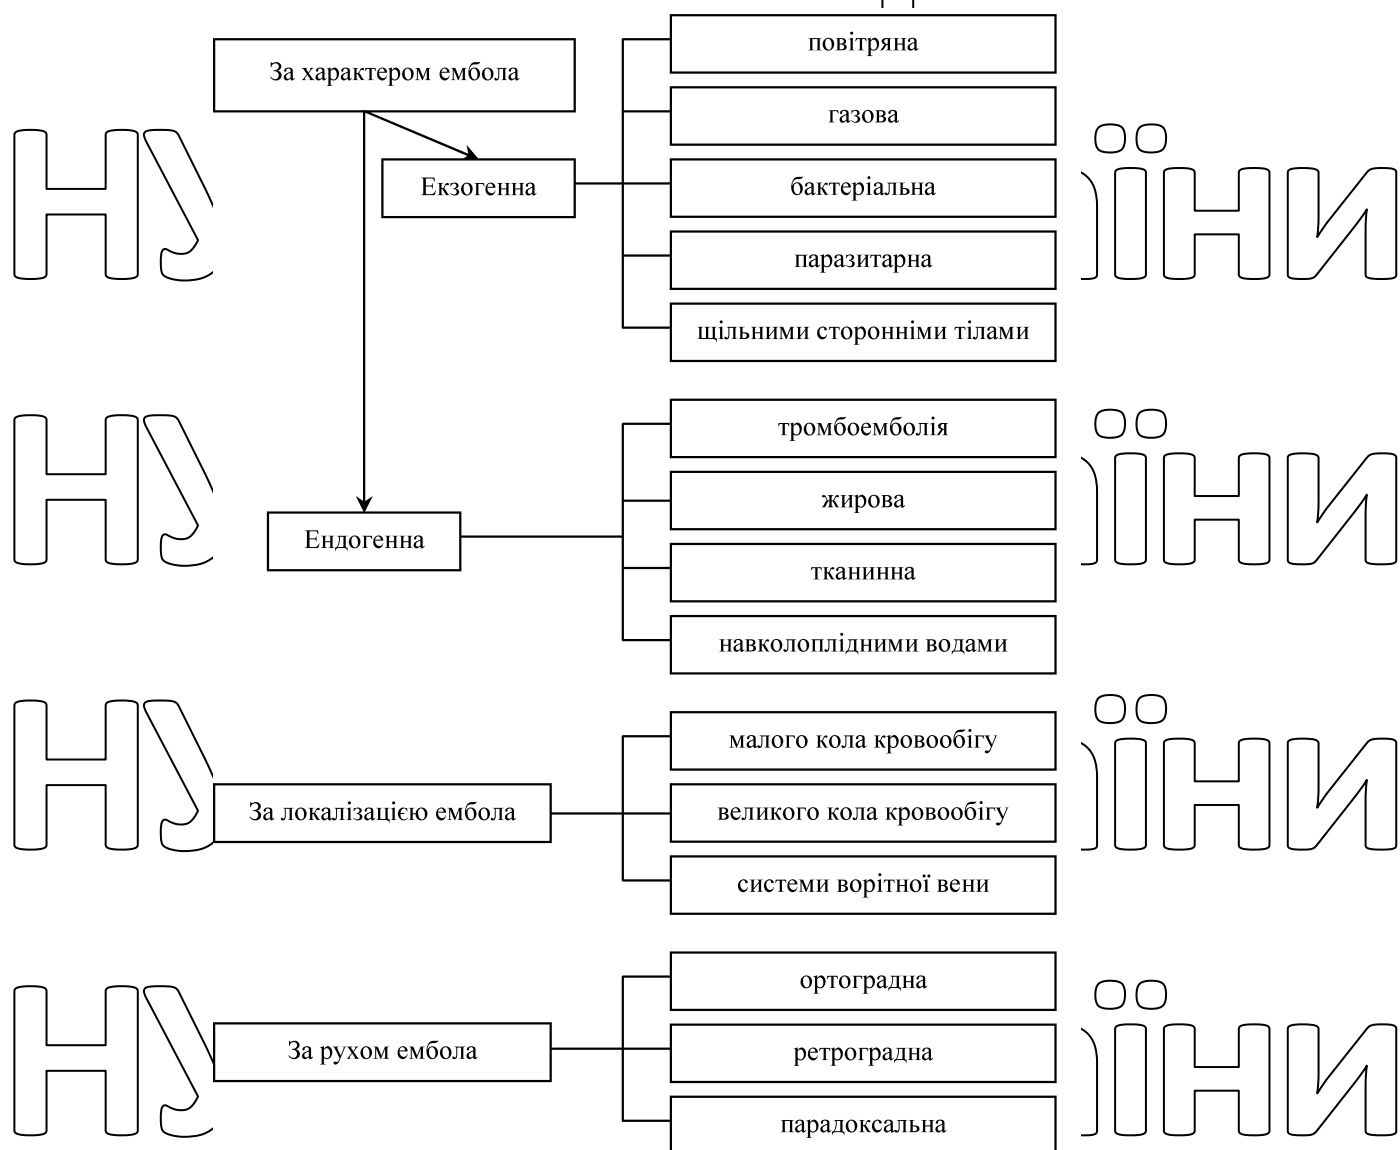 За характером ембола
Екзогенна
повітряна
газова
бактеріальна
паразитарна
щільними сторонніми тілами
Ендогенна
тромбоемболія
жирова
тканинна
навколоплідними водами
За локалізацією ембола
малого кола кровообігу
великого кола кровообігу
системи ворітної вени
За рухом ембола
ортоградна
ретроградна
парадоксальна